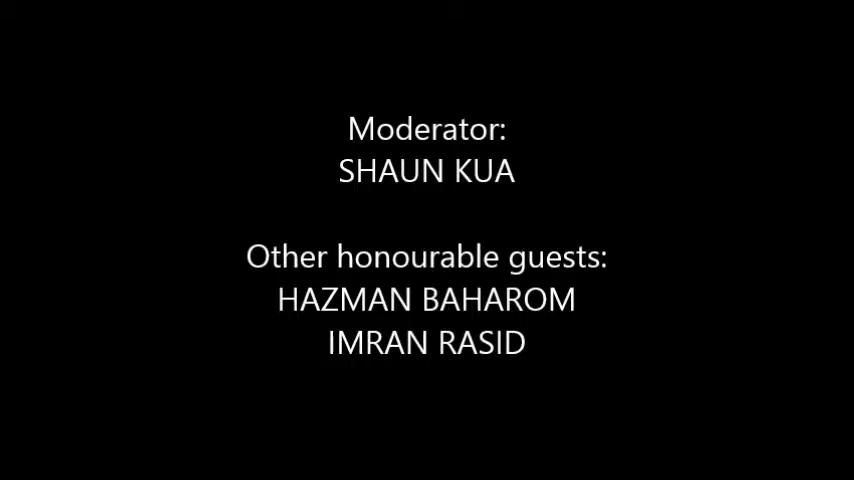 Moderator:
SHAUN KUA
Other honourable guests:
HAZMAN BAHAROM
IMRAN RASID